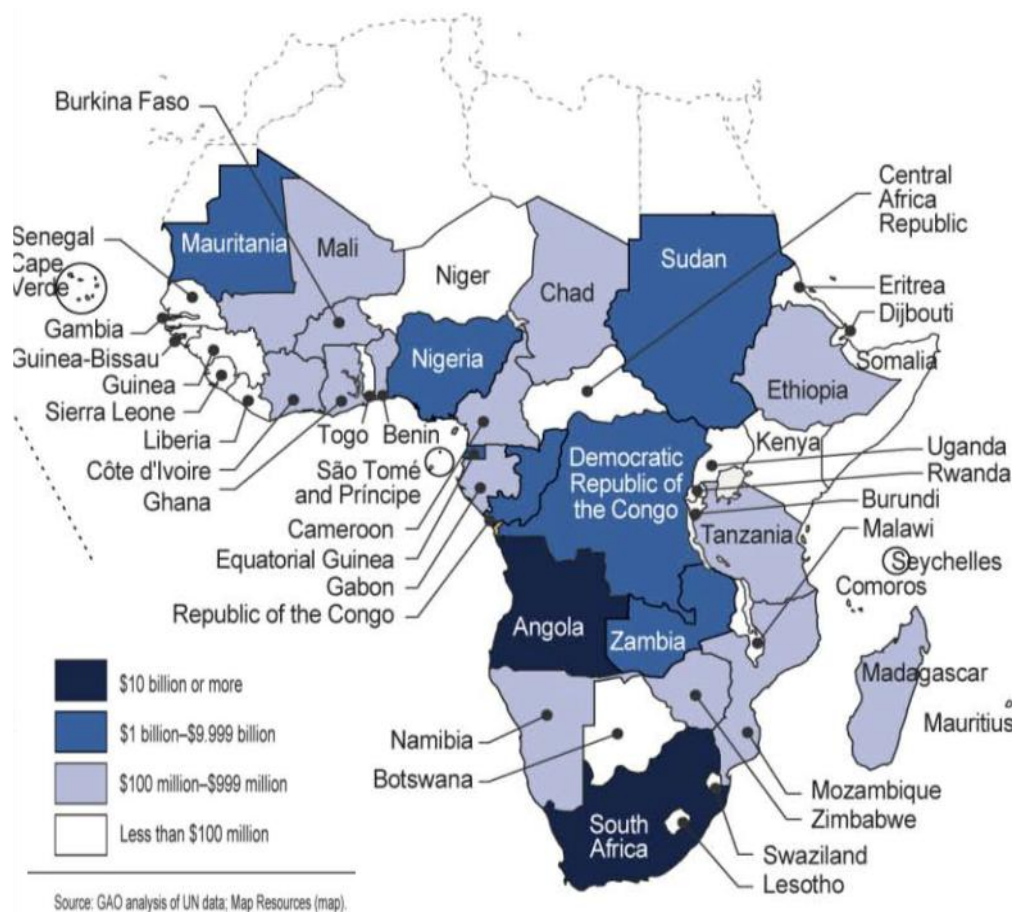 Burkina Faso
Central
Africa
Republic
Senegal
Cape
Verde
Mauritania
Mali
Niger
Chad
Sudan
Eritrea
Djibouti
Somalia
Gambia
Guinea-Bissau
Guinea
Sierra Leone
Liberia
Côte d'Ivoire
Ghana
Togo
Benin
Nigeria
Ethiopia
São Tomé
and Príncipe
Cameroon
Equatorial Guinea
Gabon
Republic of the Congo
Democratic
Republic of
the Congo
Kenya
Uganda
Rwanda
Burundi
Tanzania
Malawi
Seychelles
Comoros
Angola
Zambia
Madagascar
Mauritius
Namibia
Botswana
Mozambique
Zimbabwe
South
Africa
Swaziland
Lesotho
$10 billion or more
$1 billion–$9.999 billion
$100 million–$999 million
Less than $100 million
Source: GAO analysis of UN data; Map Resources (map).